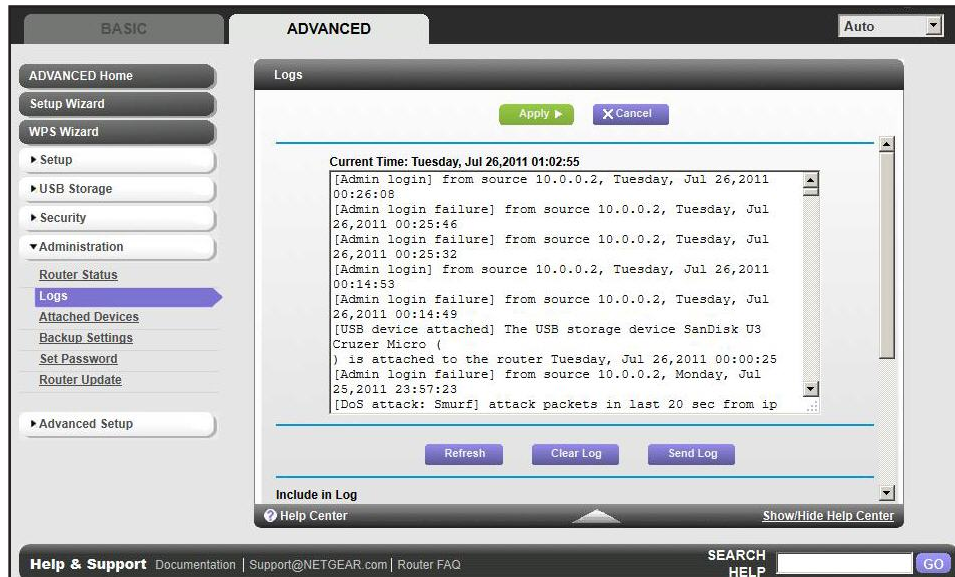 BASIC
ADVANCED
Auto
ADVANCED Home
Setup Wizard
WPS Wizard
Setup
USB Storage
Security
Administration
Router Status
Logs
Attached Devices
Backup Settings
Set Password
Router Update
Advanced Setup
Logs
Apply
Cancel
Current Time: Tuesday, Jul 26,2011 01:02:55
[Admin login] from source 10.0.0.2, Tuesday, Jul 26,2011
00:26:08
[Admin login failure] from source 10.0.0.2, Tuesday, Jul
26,2011 00:25:46
[Admin login failure] from source 10.0.0.2, Tuesday, Jul
26,2011 00:25:32
[Admin login] from source 10.0.0.2, Tuesday, Jul 26,2011
00:14:53
[Admin login failure] from source 10.0.0.2, Tuesday, Jul
26,2011 00:14:49
[USB device attached] The USB storage device SanDisk U3
Cruzer Micro (
) is attached to the router Tuesday, Jul 26,2011 00:00:25
[Admin login failure] from source 10.0.0.2, Monday, Jul
25,2011 23:57:23
[DoS attack: Smurf] attack packets in last 20 sec from ip
Refresh
Clear Log
Send Log
Include in Log
Help Center
Show/Hide Help Center
Help & Support Documentation | Support@NETGEAR.com | Router FAQ
SEARCH
HELP
GO